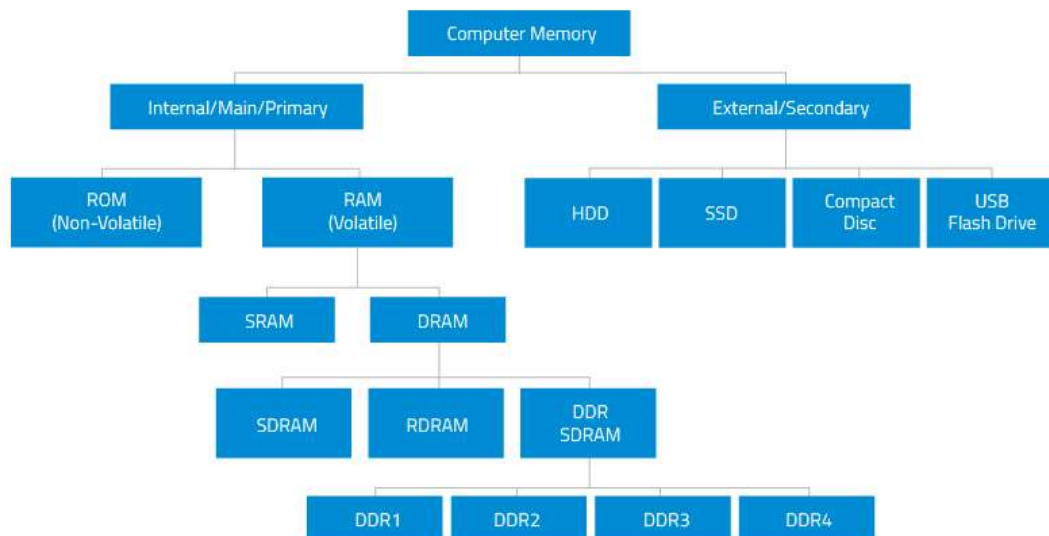 Computer Memory
Internal/Main/Primary
External/Secondary
ROM
(Non-Volatile)
RAM
(Volatile)
HDD
SSD
Compact
Disc
USB
Flash Drive
SRAM
DRAM
SDRAM
RDRAM
DDR
SDRAM
DDR1
DDR2
DDR3
DDR4